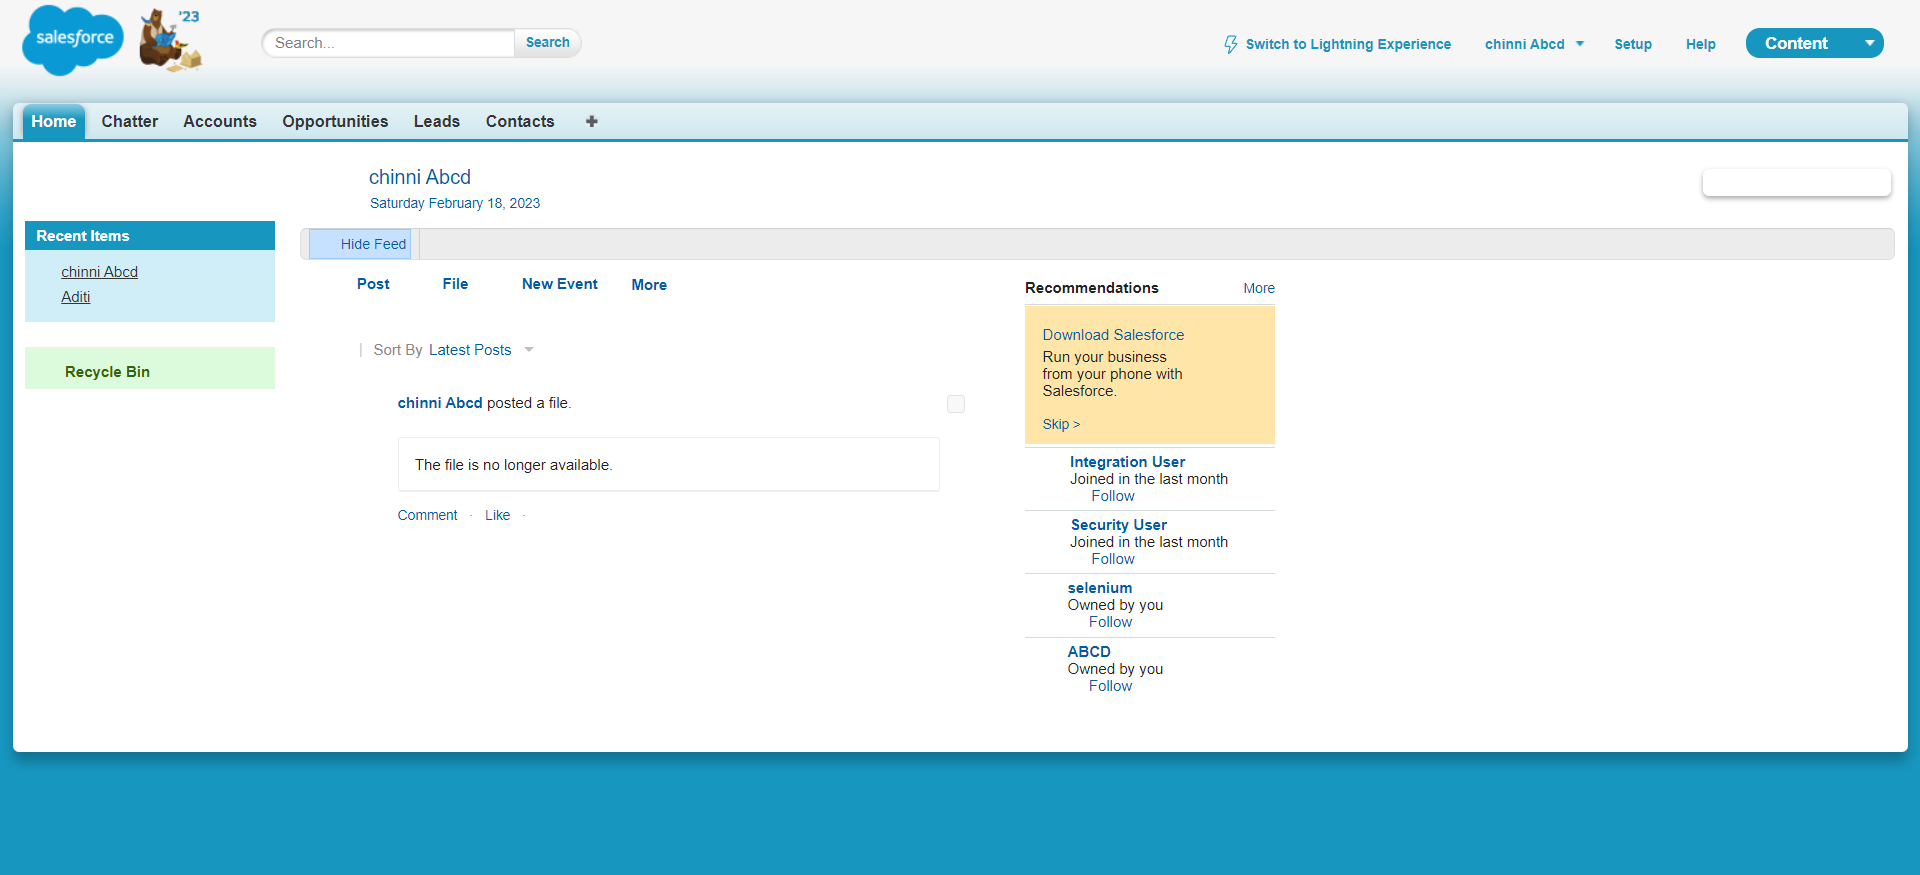 salesforce
'23
Search...
Search
Switch to Lightning Experience
chinni Abcd
Setup
Help
Content
Home
Chatter
Accounts
Opportunities
Leads
Contacts
chinni Abcd
Saturday February 18, 2023
Recent Items
chinni Abcd
Aditi
Recycle Bin
Hide Feed
Post
File
New Event
More
| Sort By Latest Posts
chinni Abcd posted a file.
The file is no longer available.
Comment · Like ·
Recommendations
More
Download Salesforce
Run your business
from your phone with
Salesforce.
Skip >
Integration User
Joined in the last month
Follow
Security User
Joined in the last month
Follow
selenium
Owned by you
Follow
ABCD
Owned by you
Follow